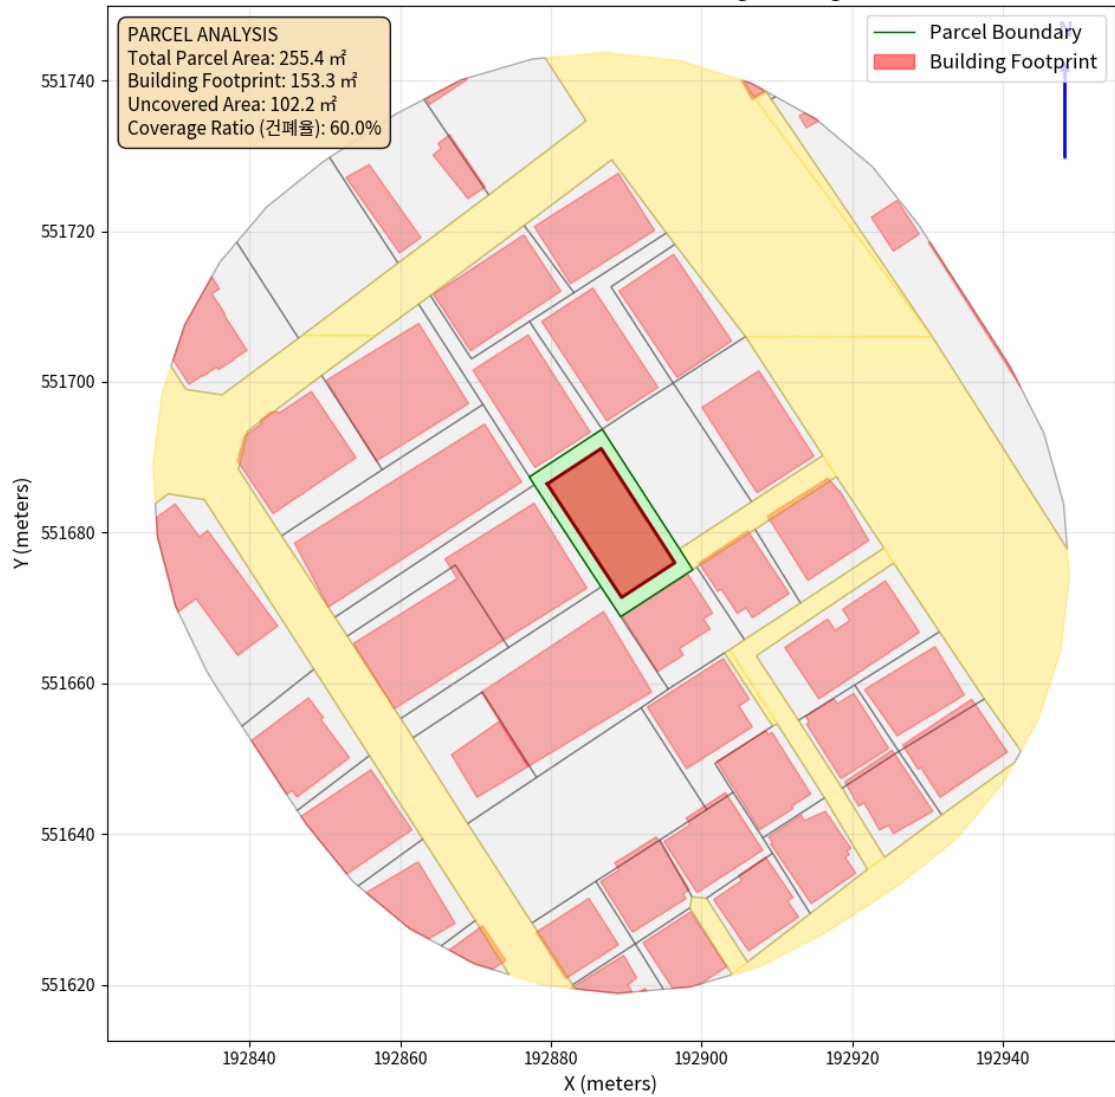 PARCEL ANALYSIS
Total Parcel Area: 255.4 ㎡
Building Footprint: 153.3 ㎡
Uncovered Area: 102.2 ㎡
Coverage Ratio (건폐율): 60.0%
N
Parcel Boundary
Building Footprint
551740
551720
551700
551680
551660
551640
551620
Y (meters)
192840
192860
192880
192900
192920
192940
X (meters)